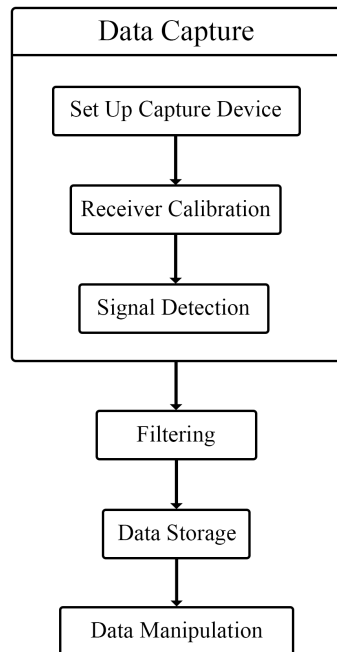 Data Capture
Set Up Capture Device
Receiver Calibration
Signal Detection
Filtering
Data Storage
Data Manipulation